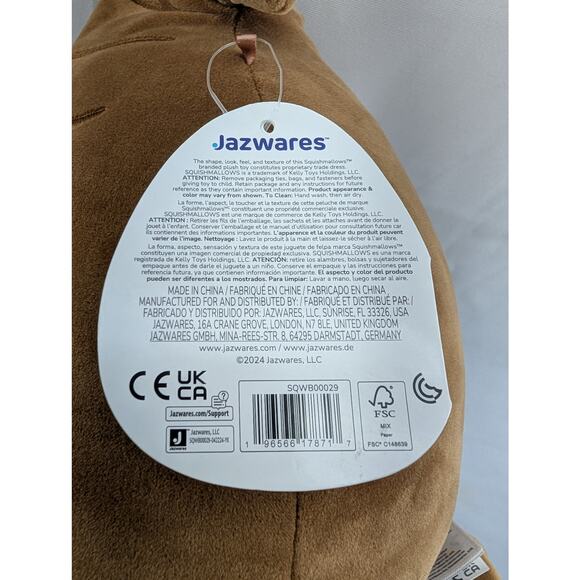 Jazwares™
The shape, look, feel, and texture of this Squishmallows™
branded plush toy constitutes proprietary trade dress.
SQUISHMALLOWS is a trademark of Kelly Toys Holdings, LLC.
ATTENTION: Remove packaging ties, bags, and fasteners before
giving toy to child. Retain package and any instructions for future
reference as they contain important information. Product appearance &
color may vary from shown. To Clean: Hand wash, then air dry.
La forme, l'aspect, le toucher et la texture de cette peluche de marque
Squishmallows™ constituent une propriété commerciale exclusive.
SQUISHMALLOWS est une marque de commerce de Kelly Toys Holdings, LLC.
ATTENTION : Retirer les fils de l'emballage, les sachets et les attaches avant de donner le
jouet à l'enfant. Conserver l'emballage et le manuel d'utilisation pour consultation future car
ils contiennent des informations importantes. L'apparence et la couleur du produit peuvent
varier de l'image. Nettoyage : Lavez le produit à la main et laissez-le sécher à l'air libre.
La forma, aspecto, sensación y textura de este juguete de felpa marca Squishmallows™
constituyen una imagen comercial de propiedad exclusiva. SQUISHMALLOWS es una marca
registrada de Kelly Toys Holdings, LLC. ATENCIÓN: retire los alambres, bolsas y sujetadores del
empaque antes de darle el juguete a un niño. Conserve el empaque y las instrucciones para
referencia futura, ya que contienen información importante. El aspecto y color del producto
pueden ser diferentes a los mostrados. Para limpiar: Lavar a mano, luego secar al aire.
MADE IN CHINA / FABRIQUÉ EN CHINE / FABRICADO EN CHINA
MANUFACTURED FOR AND DISTRIBUTED BY: / FABRIQUÉ ET DISTRIBUÉ PAR: /
FABRICADO Y DISTRIBUIDO POR: JAZWARES, LLC, SUNRISE, FL 33326, USA
JAZWARES, 16A CRANE GROVE, LONDON, N7 8LE, UNITED KINGDOM
JAZWARES GMBH, MINA-REES-STR. 8, 64295 DARMSTADT, GERMANY
www.jazwares.com / www.jazwares.de
©2024 Jazwares, LLC
CE UK CA
Jazwares.com/Support
Jazwares
Jazwares, LLC
SQWB00029-042224-YK
SQWB00029
1 96566 17871 7
FSC
MIX
Paper
FSC® C148639
CA